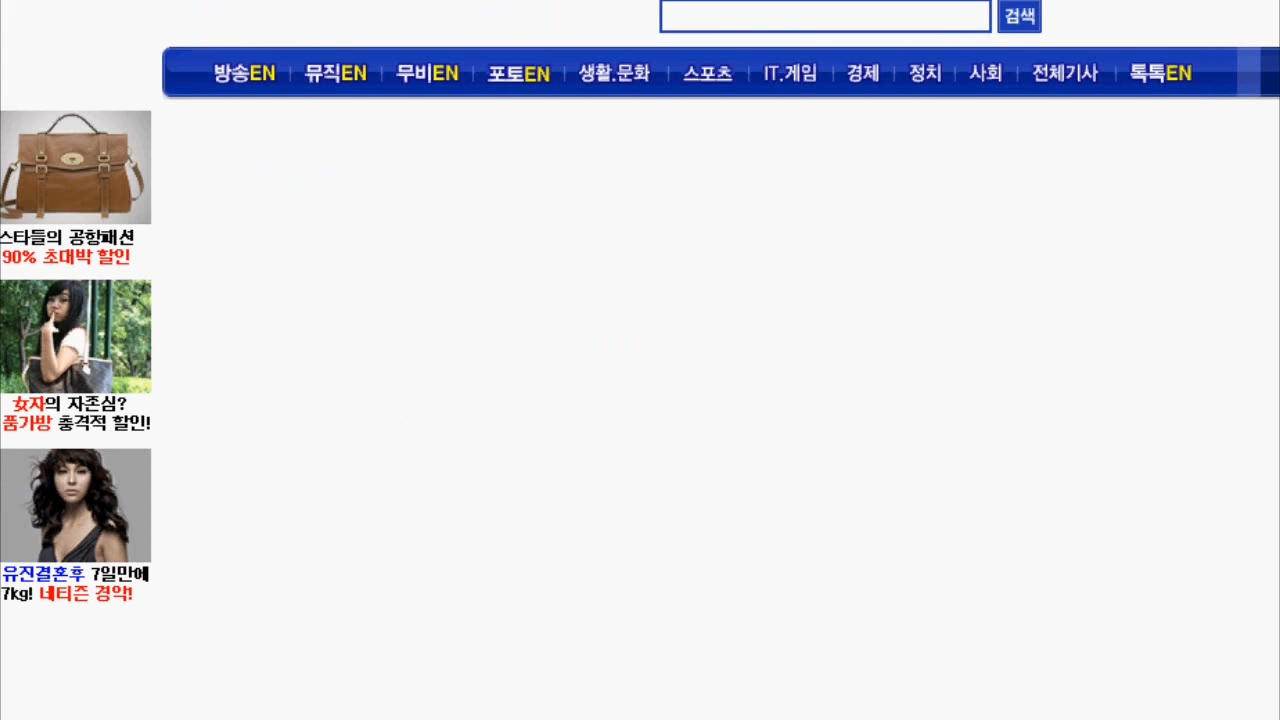 검색
방송EN 뮤직EN 무비EN 포토EN 생활.문화 스포츠 IT.게임 경제 정치 사회 전체기사 톡톡EN
스타들의 공항패션
90% 초대박 할인
女자의 자존심?
품가방 충격적 할인!
유진결혼후 7일만에
7kg! 네티즌 경악!